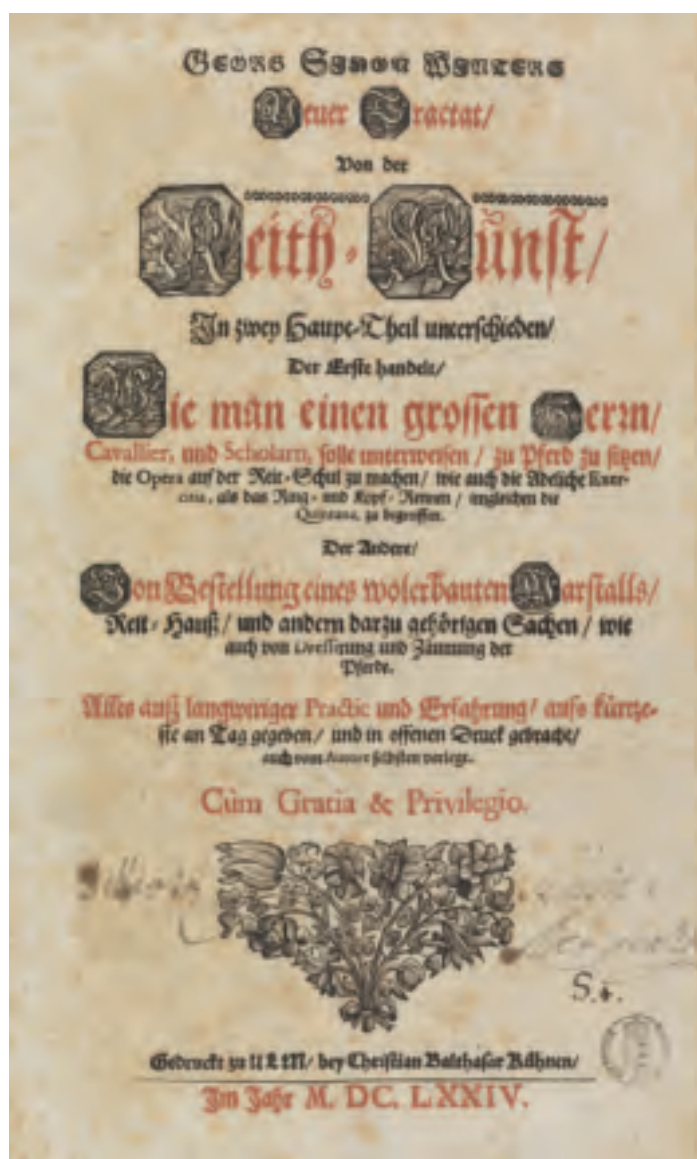 Georg Simon Winters
Neuer Tractat/
Von der
Reith-Kunst/
In zwey Haupt-Theil unterschieden/
Der Erste handelt/
Wie man einen grossen Herrn/
Cavallier, und Scholarn, solle unterweisen / zu Pferd zu sitzen/
die Opera auf der Reit-Schul zu machen / wie auch die Adeliche Exer-
citia, als das Ring- und Kopf-Rennen / imgleichen die
Quintana, zu begreiffen.
Der Andere/
Von Bestellung eines wolerbauten Marstalls/
Reit-Hauß / und andern darzu gehörigen Sachen / wie
auch von Dressirung und Zäumung der
Pferde.
Alles auß langwiriger Practic und Erfahrung / aufs kürtze-
ste an Tag gegeben / und in offenen Druck gebracht/
auch vom Autore selbsten verlegt.
Cùm Gratia & Privilegio.
S. 4.
Gedruckt zu ULM / bey Christian Balthasar Kühnen/
Im Jahr M. DC. LXXIV.